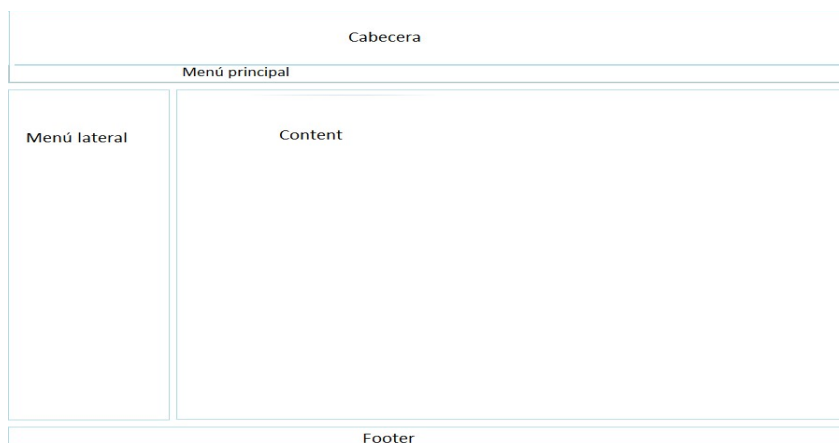 Cabecera
Menú principal
Menú lateral
Content
Footer